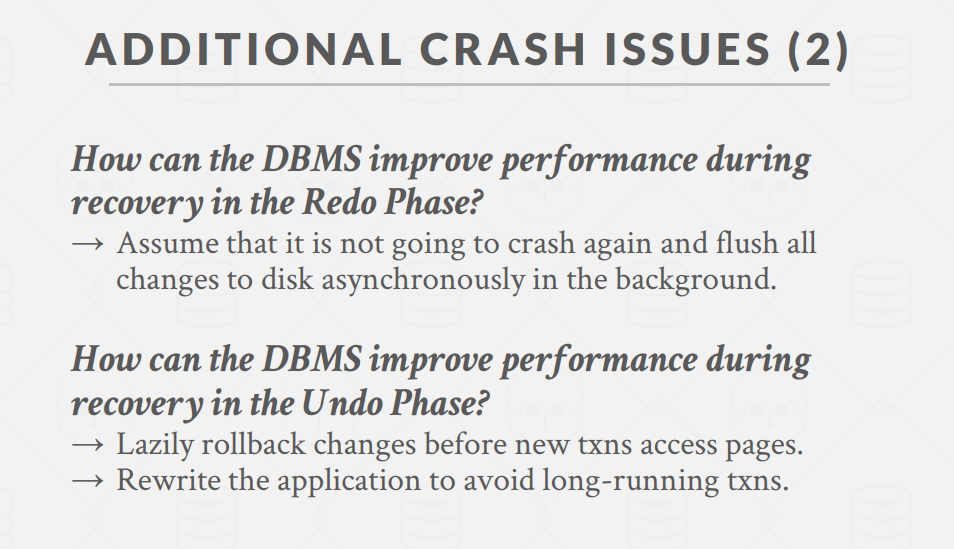 ADDITIONAL CRASH ISSUES (2)
How can the DBMS improve performance during
recovery in the Redo Phase?
→ Assume that it is not going to crash again and flush all
changes to disk asynchronously in the background.
How can the DBMS improve performance during
recovery in the Undo Phase?
→ Lazily rollback changes before new txns access pages.
→ Rewrite the application to avoid long-running txns.